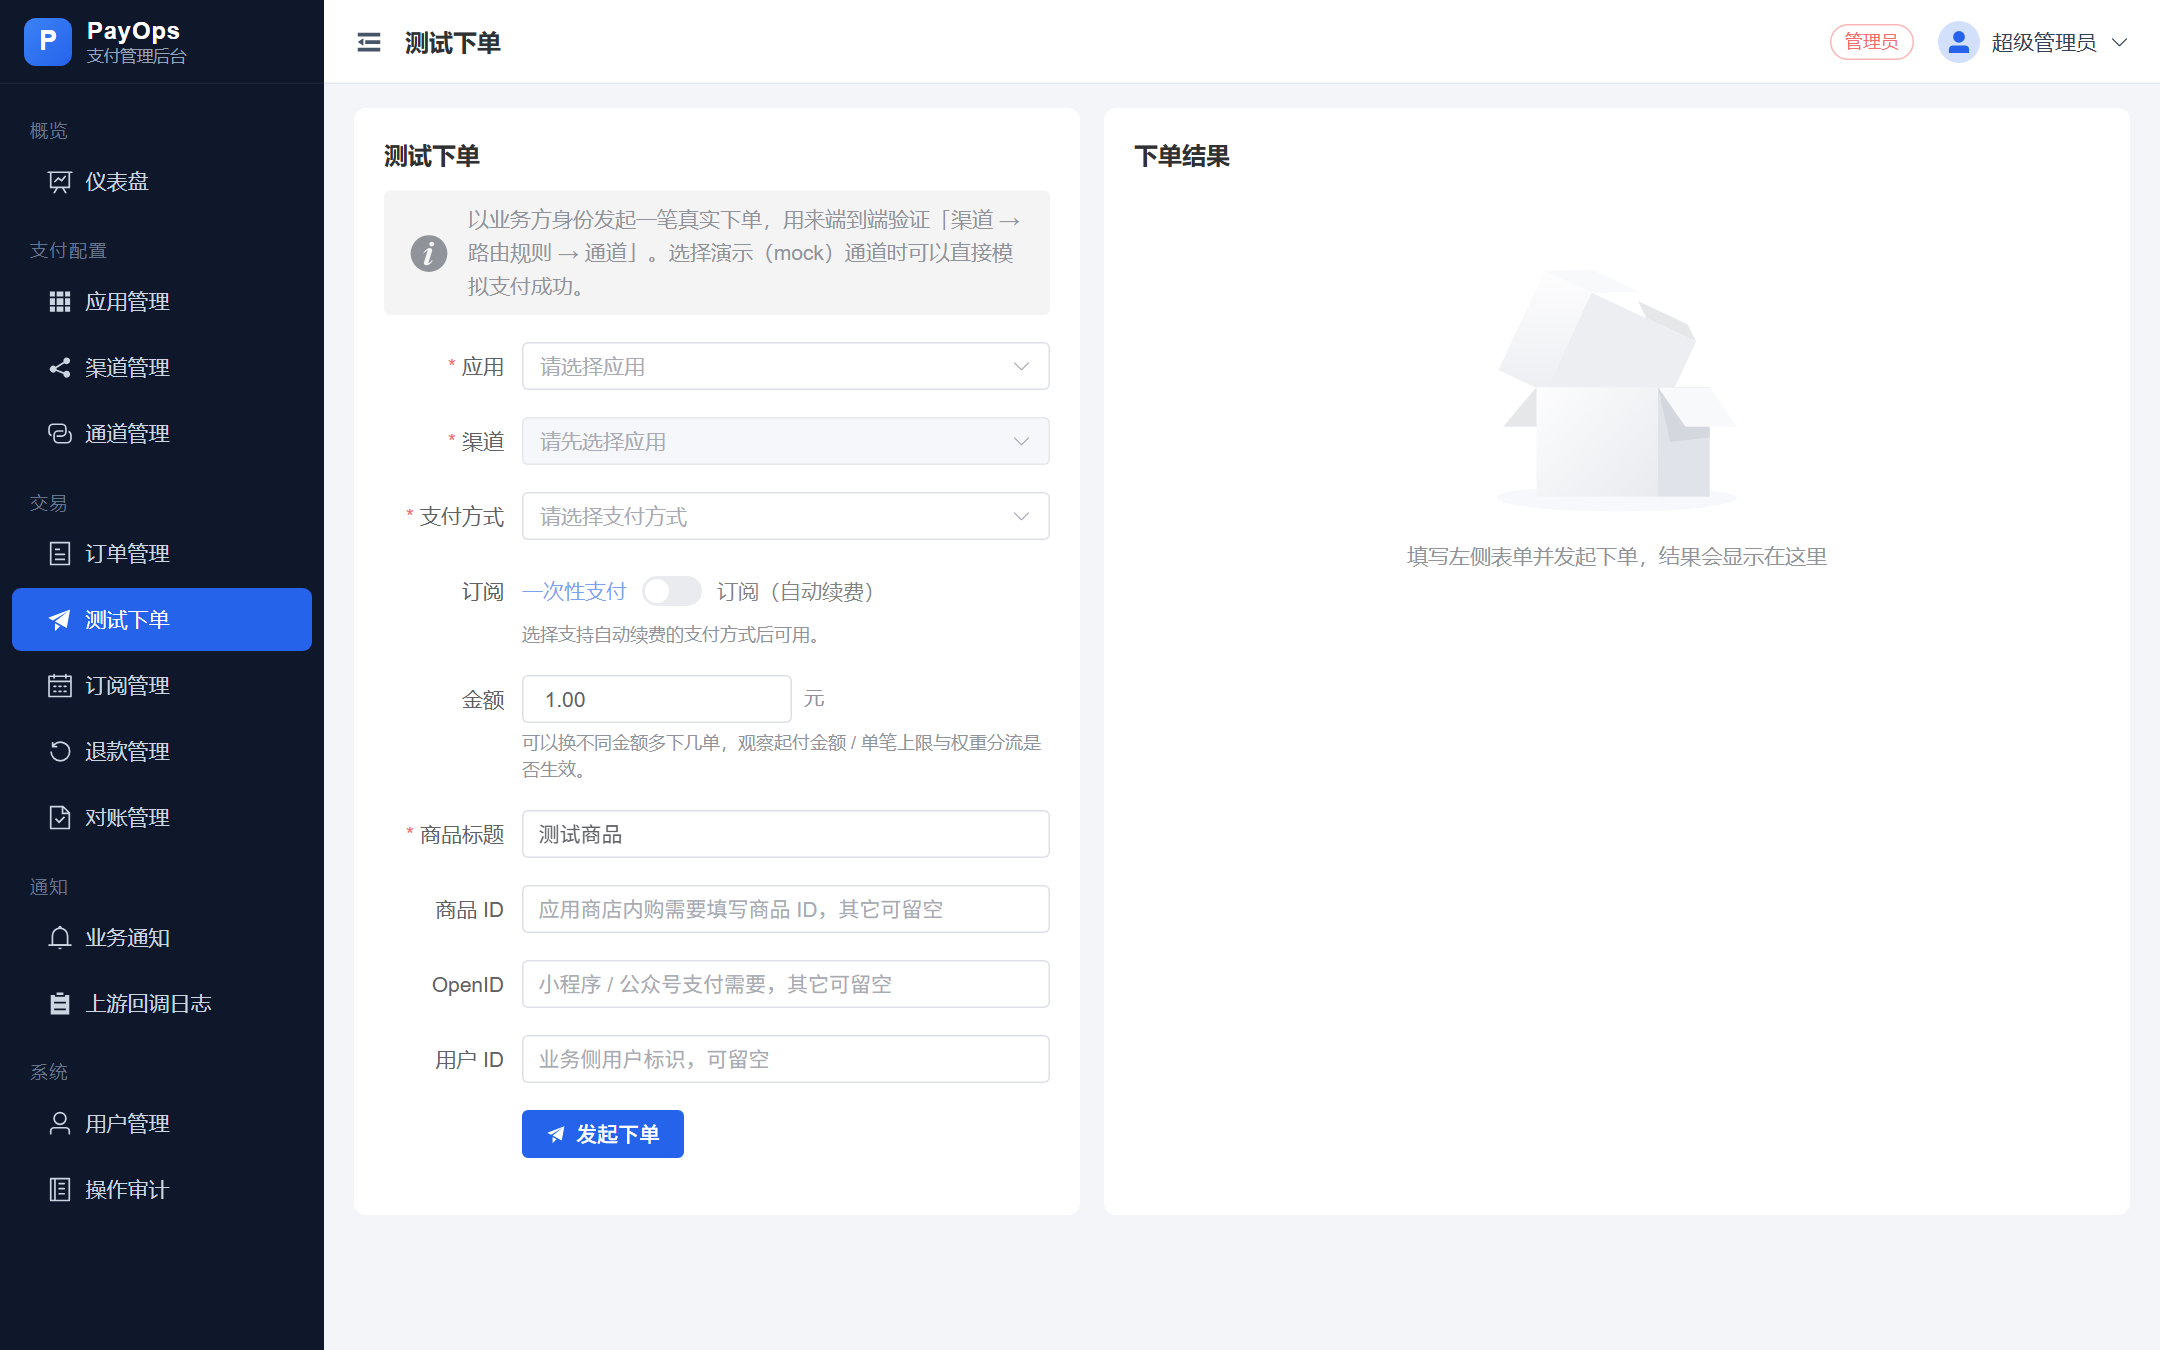 P
PayOps
支付管理后台
测试下单
管理员
超级管理员
概览
仪表盘
支付配置
应用管理
渠道管理
通道管理
交易
订单管理
测试下单
订阅管理
退款管理
对账管理
通知
业务通知
上游回调日志
系统
用户管理
操作审计
测试下单
以业务方身份发起一笔真实下单，用来端到端验证「渠道 →
路由规则 → 通道」。选择演示（mock）通道时可以直接模
拟支付成功。
* 应用
请选择应用
* 渠道
请先选择应用
* 支付方式
请选择支付方式
订阅
一次性支付
订阅（自动续费）
选择支持自动续费的支付方式后可用。
金额
1.00
元
可以换不同金额多下几单，观察起付金额 / 单笔上限与权重分流是
否生效。
* 商品标题
测试商品
商品 ID
应用商店内购需要填写商品 ID，其它可留空
OpenID
小程序 / 公众号支付需要，其它可留空
用户 ID
业务侧用户标识，可留空
发起下单
下单结果
填写左侧表单并发起下单，结果会显示在这里